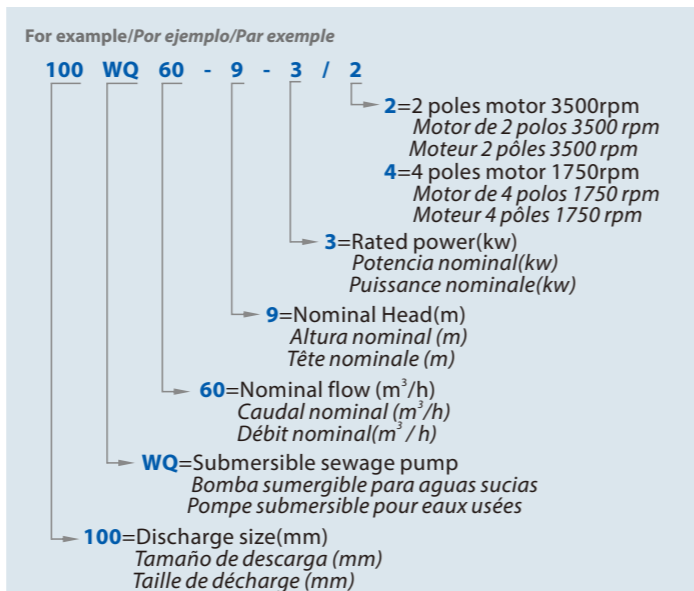 For example/Por ejemplo/Par exemple
100 WQ 60 - 9 - 3 / 2
2=2 poles motor 3500rpm
Motor de 2 polos 3500 rpm
Moteur 2 pôles 3500 rpm
4=4 poles motor 1750rpm
Motor de 4 polos 1750 rpm
Moteur 4 pôles 1750 rpm
3=Rated power(kw)
Potencia nominal(kw)
Puissance nominale(kw)
9=Nominal Head(m)
Altura nominal (m)
Tête nominale (m)
60=Nominal flow (m³/h)
Caudal nominal (m³/h)
Débit nominal(m³ / h)
WQ=Submersible sewage pump
Bomba sumergible para aguas sucias
Pompe submersible pour eaux usées
100=Discharge size(mm)
Tamaño de descarga (mm)
Taille de décharge (mm)